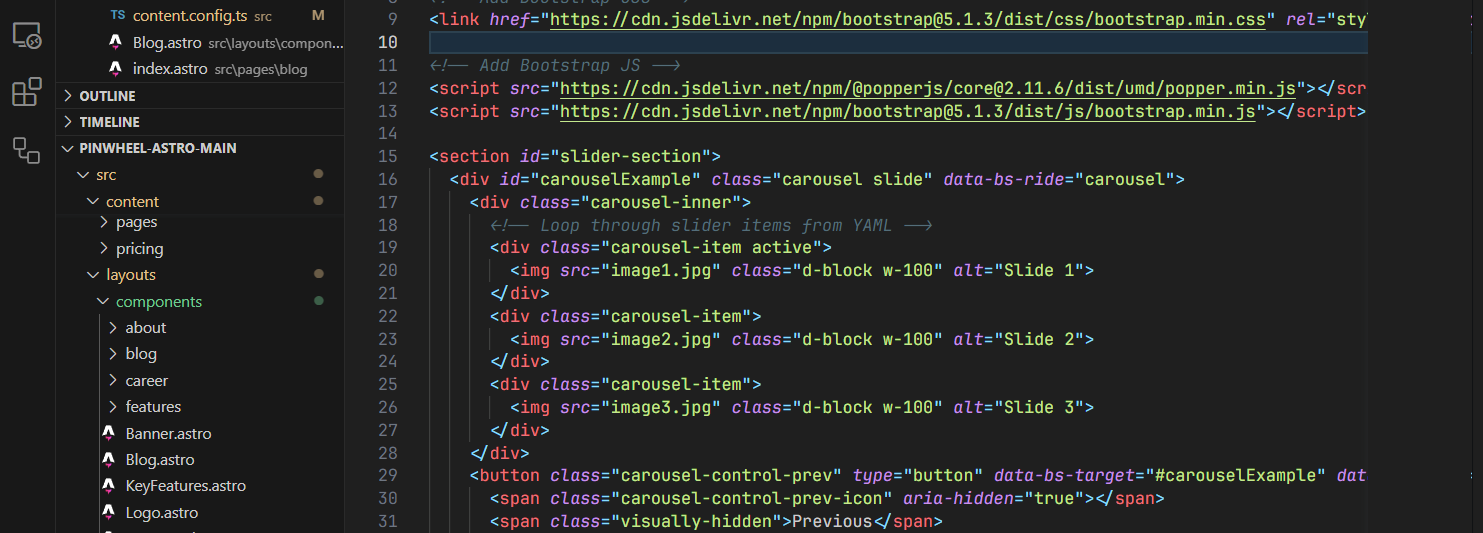 TS content.config.ts src M
Blog.astro src\layouts\compon...
index.astro src\pages\blog
OUTLINE
TIMELINE
PINWHEEL-ASTRO-MAIN
src
content
pages
pricing
layouts
components
about
blog
career
features
Banner.astro
Blog.astro
KeyFeatures.astro
Logo.astro
9 <link href="https://cdn.jsdelivr.net/npm/bootstrap@5.1.3/dist/css/bootstrap.min.css" rel="sty
10
11 <!-- Add Bootstrap JS -->
12 <script src="https://cdn.jsdelivr.net/npm/@popperjs/core@2.11.6/dist/umd/popper.min.js"></scr
13 <script src="https://cdn.jsdelivr.net/npm/bootstrap@5.1.3/dist/js/bootstrap.min.js"></script>
14
15 <section id="slider-section">
16 <div id="carouselExample" class="carousel slide" data-bs-ride="carousel">
17 <div class="carousel-inner">
18 <!-- Loop through slider items from YAML -->
19 <div class="carousel-item active">
20 <img src="image1.jpg" class="d-block w-100" alt="Slide 1">
21 </div>
22 <div class="carousel-item">
23 <img src="image2.jpg" class="d-block w-100" alt="Slide 2">
24 </div>
25 <div class="carousel-item">
26 <img src="image3.jpg" class="d-block w-100" alt="Slide 3">
27 </div>
28 </div>
29 <button class="carousel-control-prev" type="button" data-bs-target="#carouselExample" dat
30 <span class="carousel-control-prev-icon" aria-hidden="true"></span>
31 <span class="visually-hidden">Previous</span>